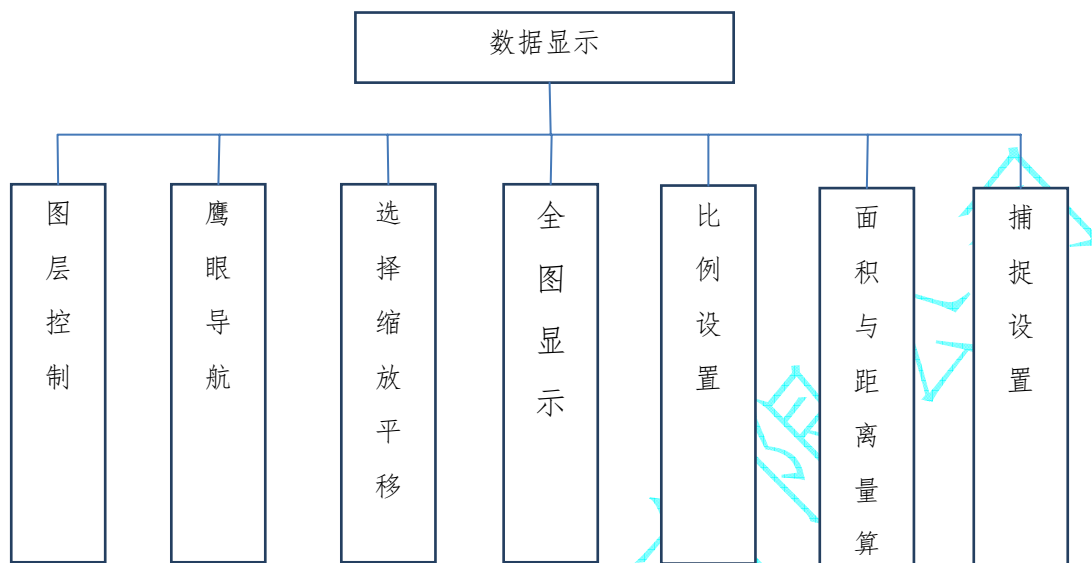 数据显示
图层控制
鹰眼导航
选择缩放平移
全图显示
比例设置
面积与距离量算
捕捉设置